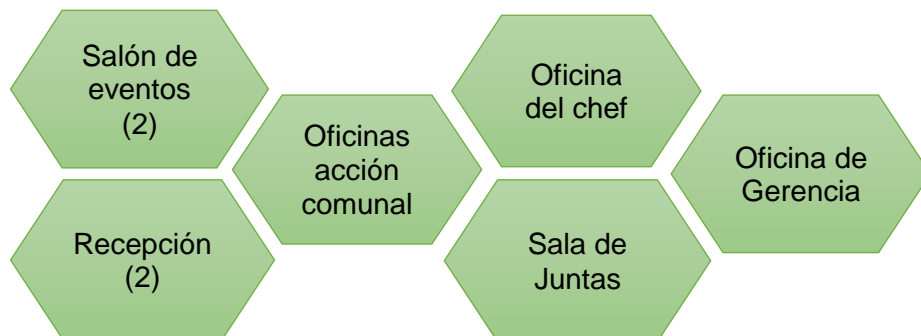 Salón de
eventos
(2)
Recepción
(2)
Oficinas
acción
comunal
Oficina
del chef
Sala de
Juntas
Oficina de
Gerencia